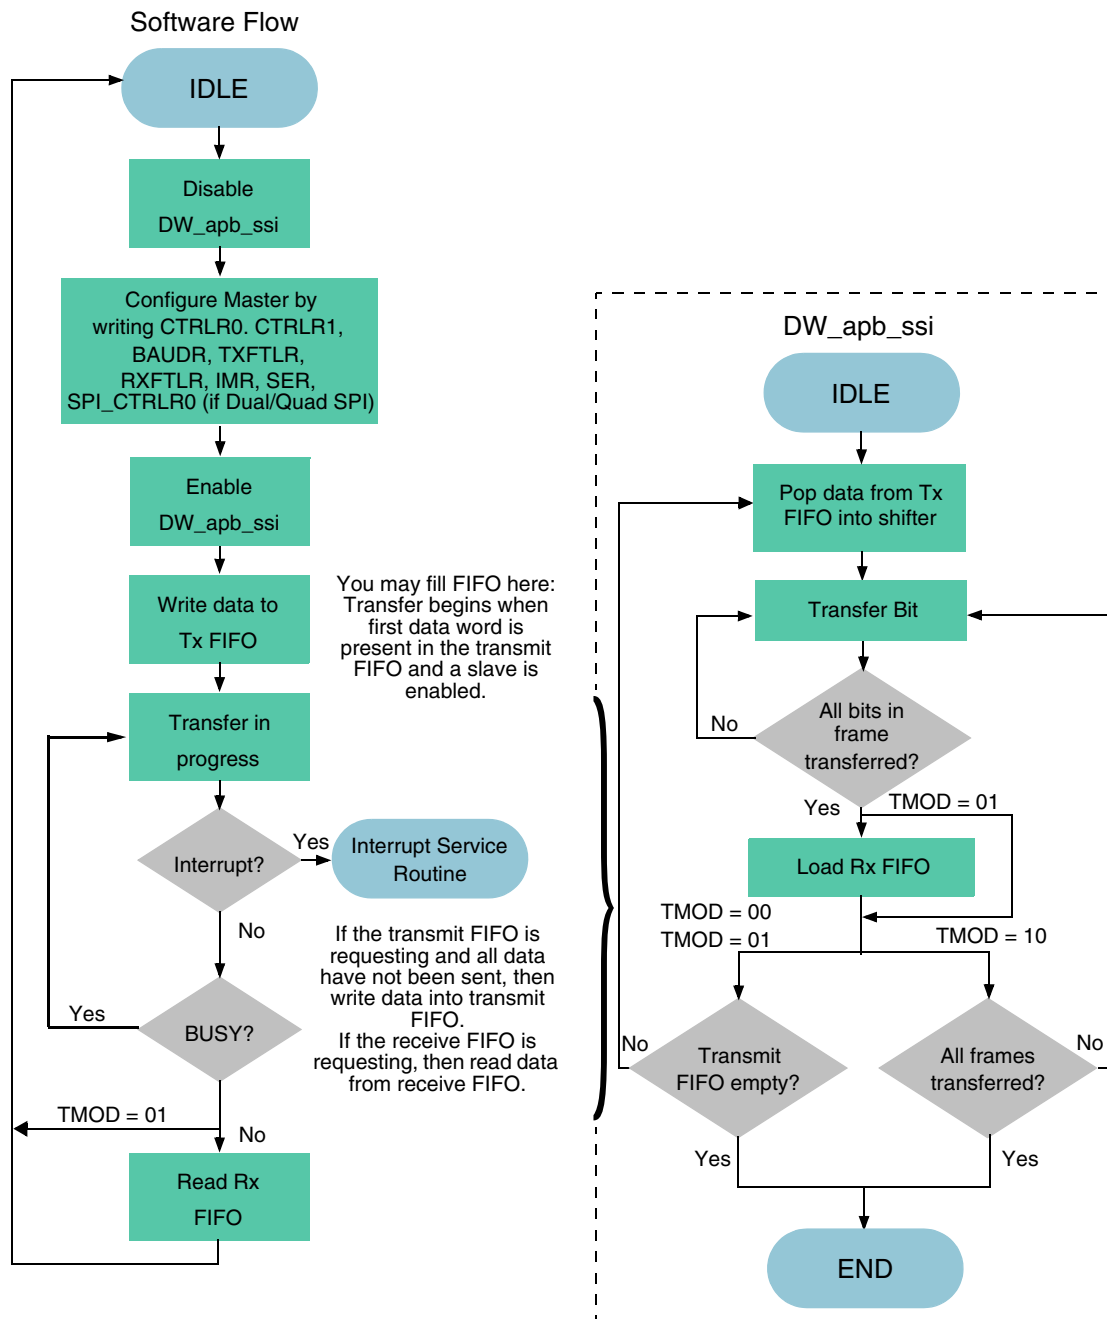 Software Flow
IDLE
Disable
DW_apb_ssi
Configure Master by
writing CTRLR0. CTRLR1,
BAUDR, TXFTLR,
RXFTLR, IMR, SER,
SPI_CTRLR0 (if Dual/Quad SPI)
Enable
DW_apb_ssi
Write data to
Tx FIFO
You may fill FIFO here:
Transfer begins when
first data word is
present in the transmit
FIFO and a slave is
enabled.
Transfer in
progress
Interrupt?
Yes
Interrupt Service
Routine
No
If the transmit FIFO is
requesting and all data
have not been sent, then
write data into transmit
FIFO.
If the receive FIFO is
requesting, then read data
from receive FIFO.
BUSY?
Yes
TMOD = 01
No
Read Rx
FIFO
DW_apb_ssi
IDLE
Pop data from Tx
FIFO into shifter
Transfer Bit
All bits in
frame
transferred?
No
Yes
TMOD = 01
Load Rx FIFO
TMOD = 00
TMOD = 01
TMOD = 10
Transmit
FIFO empty?
No
All frames
transferred?
No
Yes
Yes
END